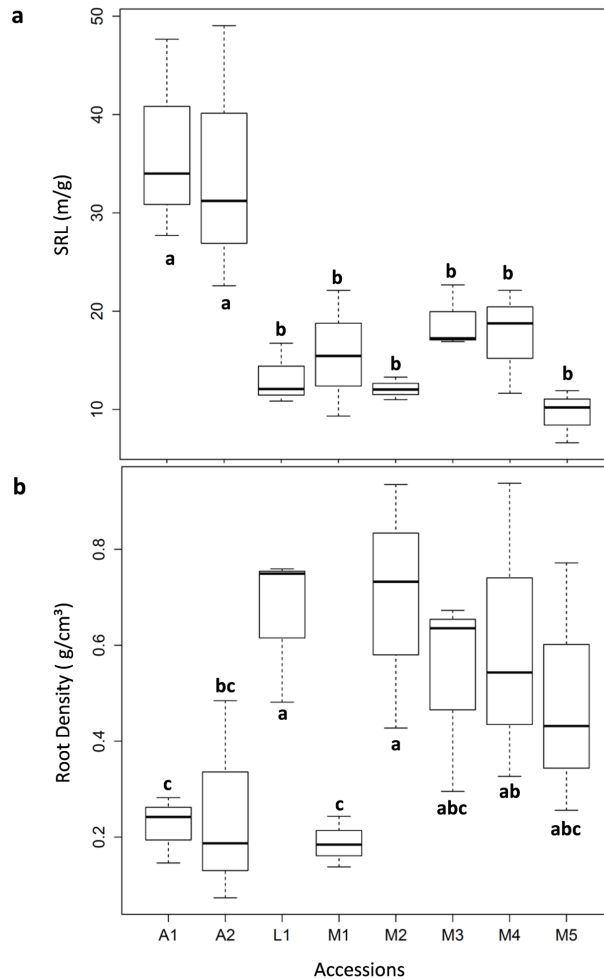 a
50
40
30
20
10
SRL (m/g)
a
a
b
b
b
b
b
b
b
0.8
0.6
0.4
0.2
Root Density ( g/cm³)
c
bc
a
c
a
abc
ab
abc
A1 A2 L1 M1 M2 M3 M4 M5
Accessions